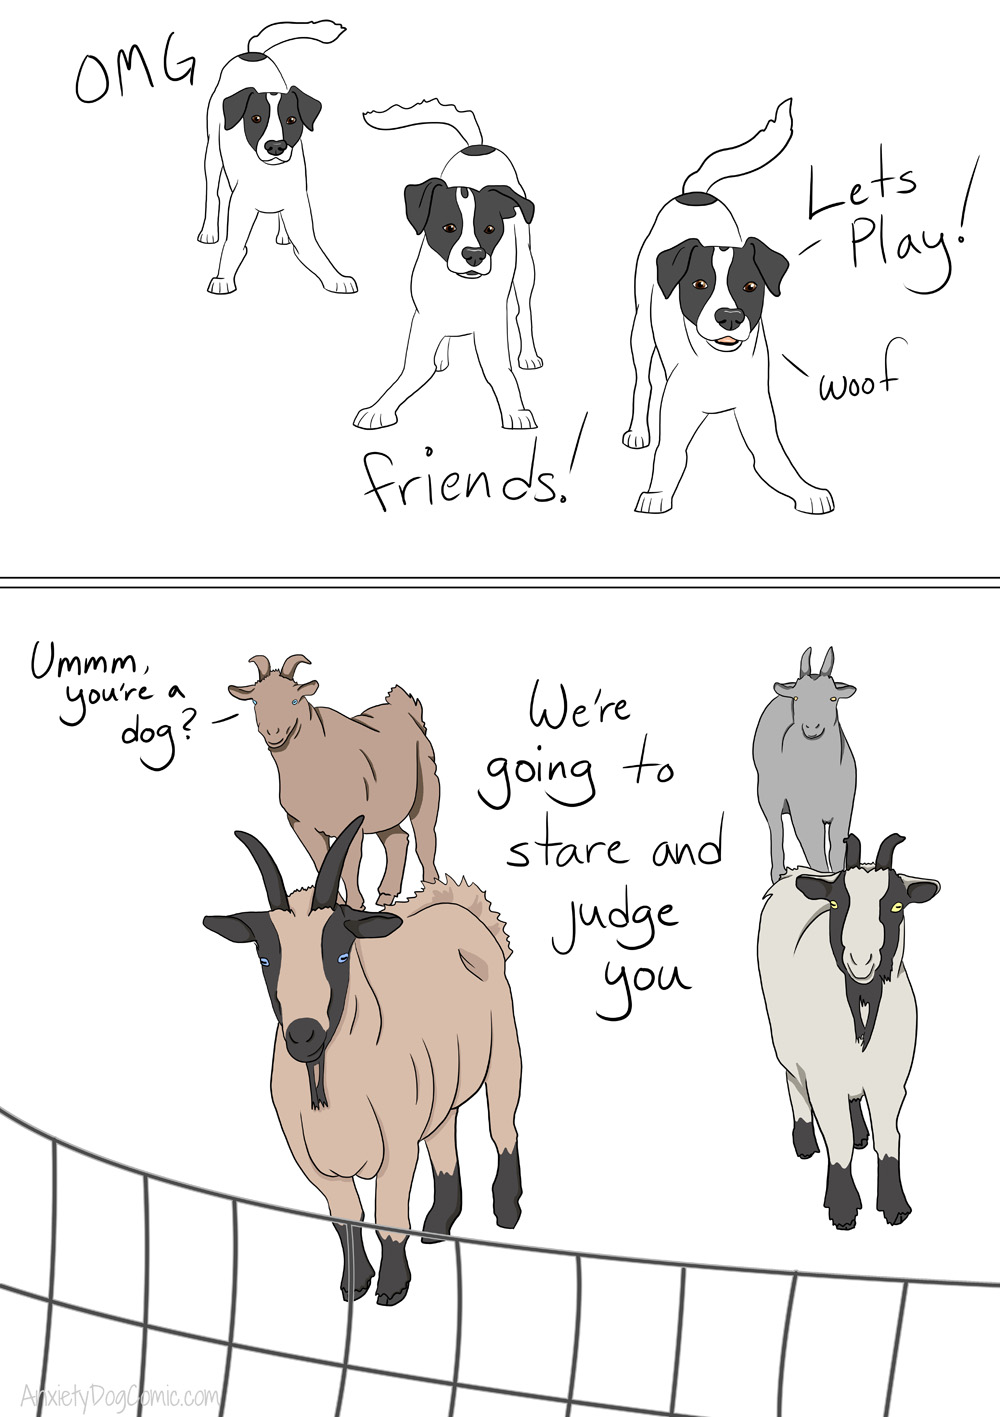 OMG
Lets
Play!
woof
friends!
Ummm,
you're a
dog?
We're
going to
stare and
judge
you
AnxietyDogComic.com